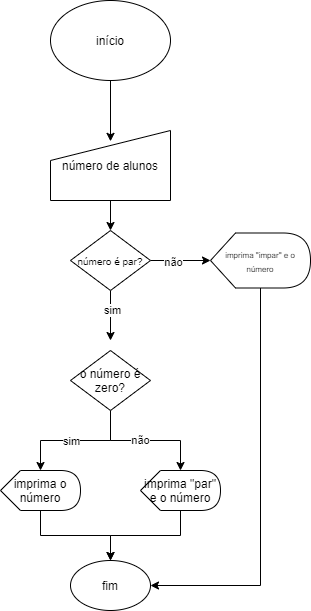 início
número de alunos
número é par?
não
imprima "impar" e o
número
sim
o número é
zero?
sim
não
imprima o
número
imprima "par"
e o número
fim